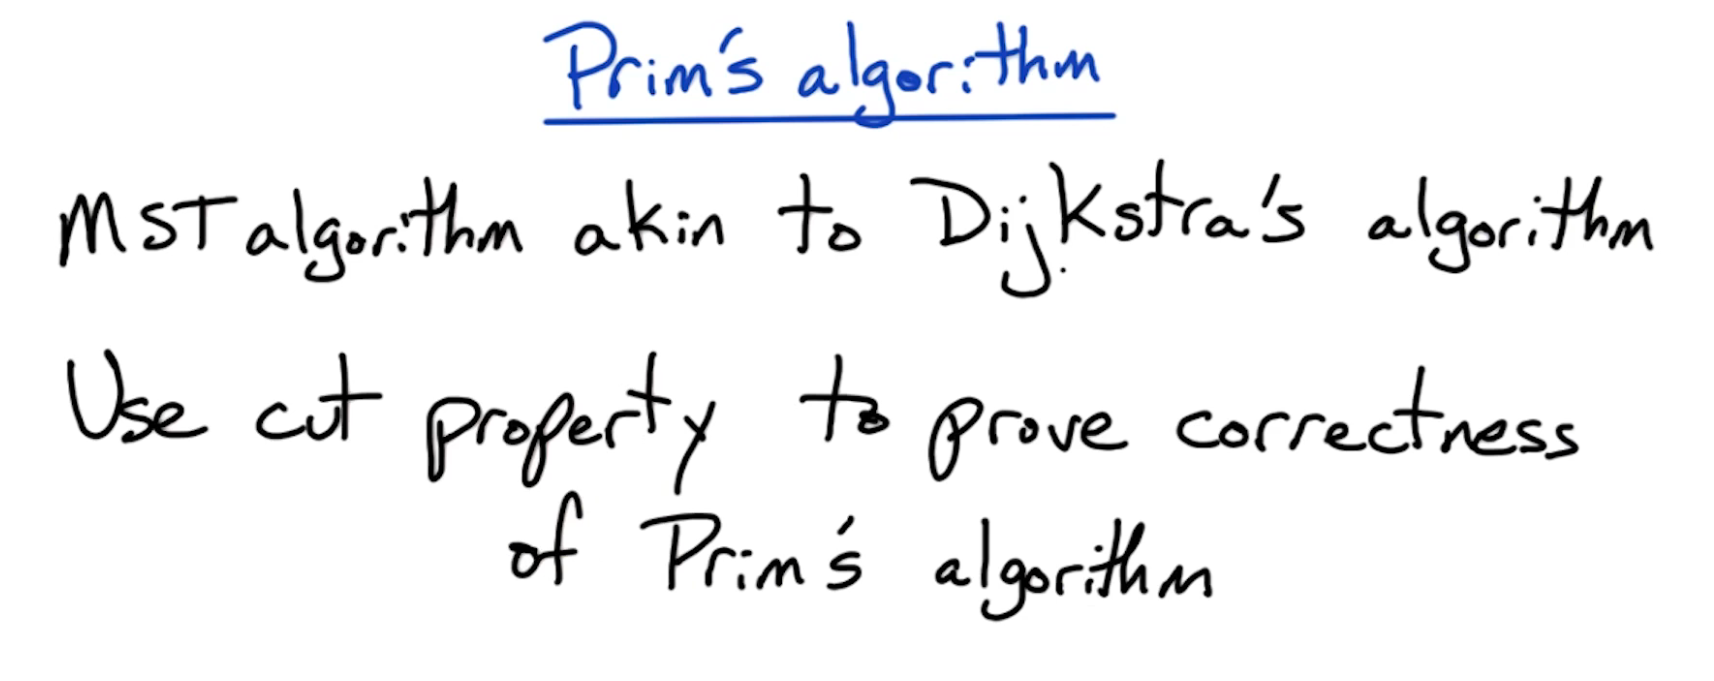 Prim's algorithm
MST algorithm akin to Dijkstra's algorithm
Use cut property to prove correctness
of Prim's algorithm